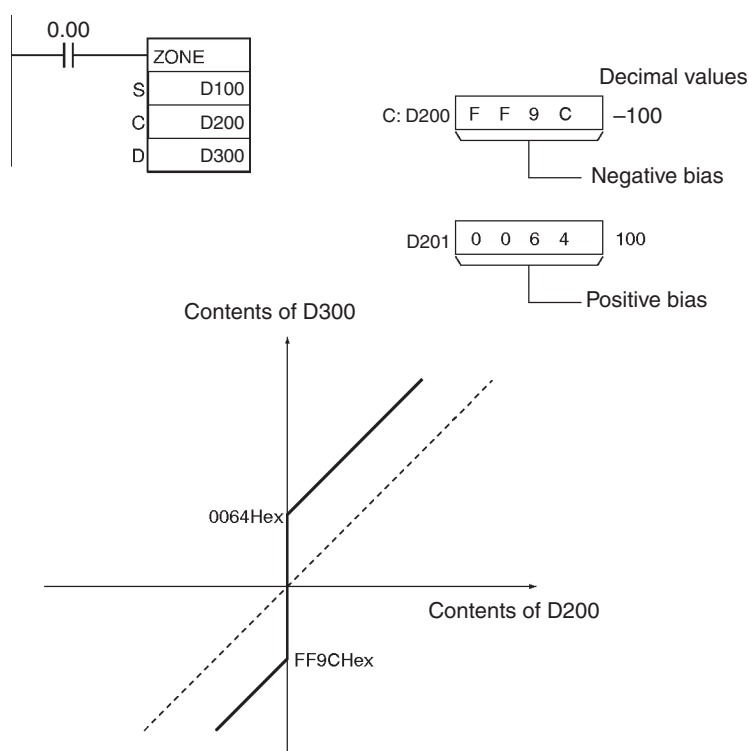 0.00
ZONE
S D100
C D200
D D300
Decimal values
C: D200 F F 9 C –100
Negative bias
D201 0 0 6 4 100
Positive bias
Contents of D300
0064Hex
Contents of D200
FF9CHex